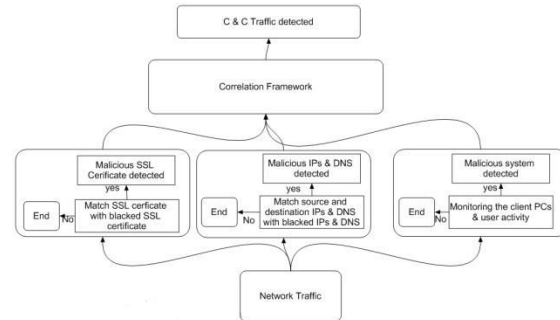 C & C Traffic detected
Correlation Framework
Malicious SSL
Cerificate detected
yes
End
No
Match SSL cerficate
with blacked SSL
certificate
Malicious IPs & DNS
detected
yes
End
No
Match source and
destination IPs & DNS
with blacked IPs & DNS
Malicious system
detected
yes
End
No
Monitoring the client PCs
& user activity
Network Traffic